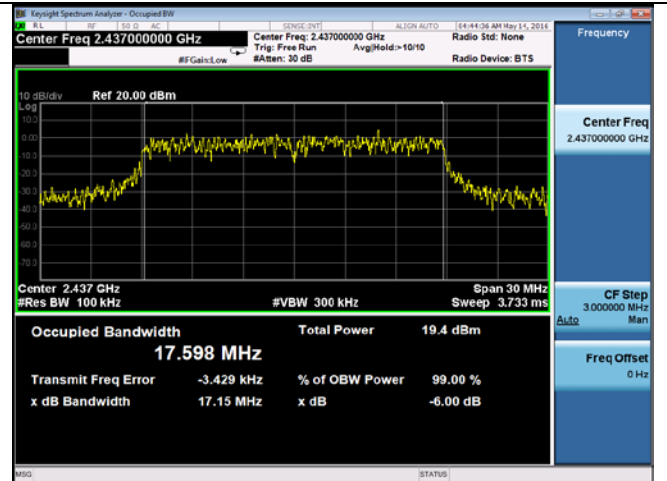 Keysight Spectrum Analyzer - Occupied BW
RL RF 50 Ω AC SENSE:INT ALIGN AUTO 04:44:36 AM May 14, 2016
Center Freq 2.437000000 GHz
Center Freq: 2.437000000 GHz Radio Std: None
Trig: Free Run Avg|Hold:>10/10
#IFGain:Low #Atten: 30 dB Radio Device: BTS
Frequency
10 dB/div Ref 20.00 dBm
Log
10.0
0.00
-10.0
-20.0
-30.0
-40.0
-50.0
-60.0
-70.0
Center Freq
2.437000000 GHz
Center 2.437 GHz Span 30 MHz
#Res BW 100 kHz #VBW 300 kHz Sweep 3.733 ms
CF Step
3.000000 MHz
Auto Man
Occupied Bandwidth Total Power 19.4 dBm
17.598 MHz
Freq Offset
0 Hz
Transmit Freq Error -3.429 kHz % of OBW Power 99.00 %
x dB Bandwidth 17.15 MHz x dB -6.00 dB
MSG STATUS